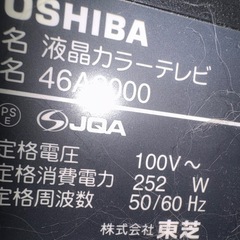 OSHIBA
名 液晶カラーテレビ
名 46A9000
PS
E
S JQA
定格電圧 100V～
定格消費電力 252 W
定格周波数 50/60 Hz
株式会社 東芝